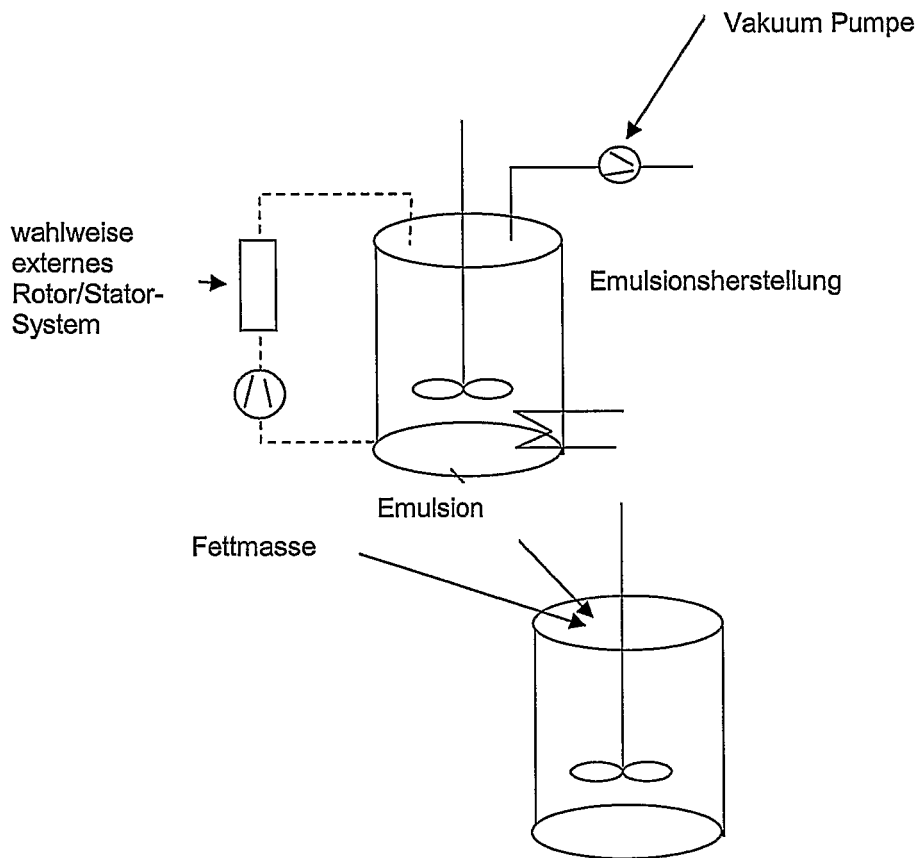 Vakuum Pumpe
wahlweise
externes
Rotor/Stator-
System
Emulsionsherstellung
Emulsion
Fettmasse